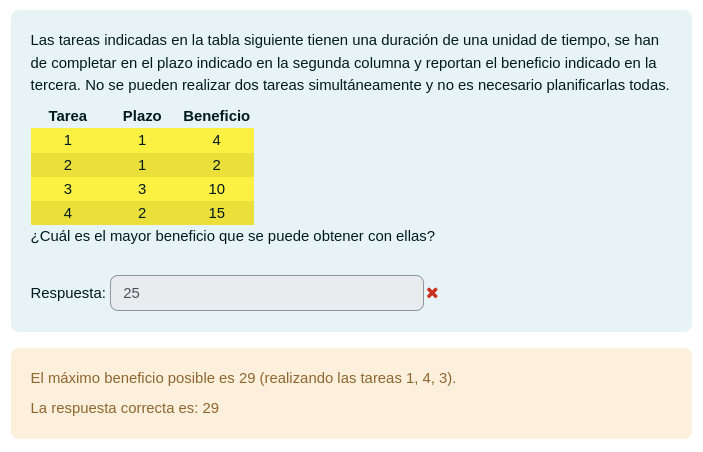 Las tareas indicadas en la tabla siguiente tienen una duración de una unidad de tiempo, se han
de completar en el plazo indicado en la segunda columna y reportan el beneficio indicado en la
tercera. No se pueden realizar dos tareas simultáneamente y no es necesario planificarlas todas.
Tarea Plazo Beneficio
1 1 4
2 1 2
3 3 10
4 2 15
¿Cuál es el mayor beneficio que se puede obtener con ellas?
Respuesta: 25
El máximo beneficio posible es 29 (realizando las tareas 1, 4, 3).
La respuesta correcta es: 29